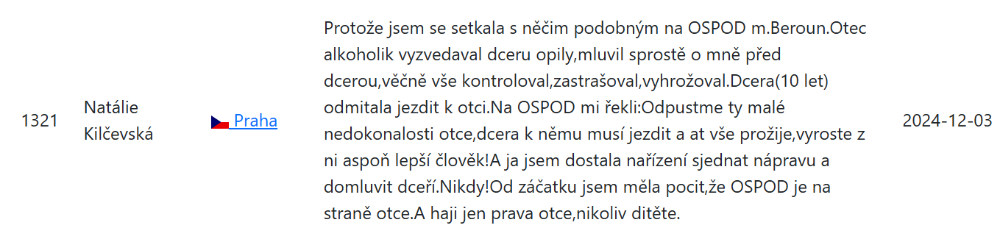 1321
Natálie
Kilčevská
Praha
Protože jsem se setkala s něčim podobným na OSPOD m.Beroun.Otec
alkoholik vyzvedaval dceru opily,mluvil sprostě o mně před
dcerou,věčně vše kontroloval,zastrašoval,vyhrožoval.Dcera(10 let)
odmitala jezdit k otci.Na OSPOD mi řekli:Odpustme ty malé
nedokonalosti otce,dcera k němu musí jezdit a at vše prožije,vyroste z
ni aspoň lepší člověk!A ja jsem dostala nařízení sjednat nápravu a
domluvit dceří.Nikdy!Od záčatku jsem měla pocit,že OSPOD je na
straně otce.A haji jen prava otce,nikoliv ditěte.
2024-12-03